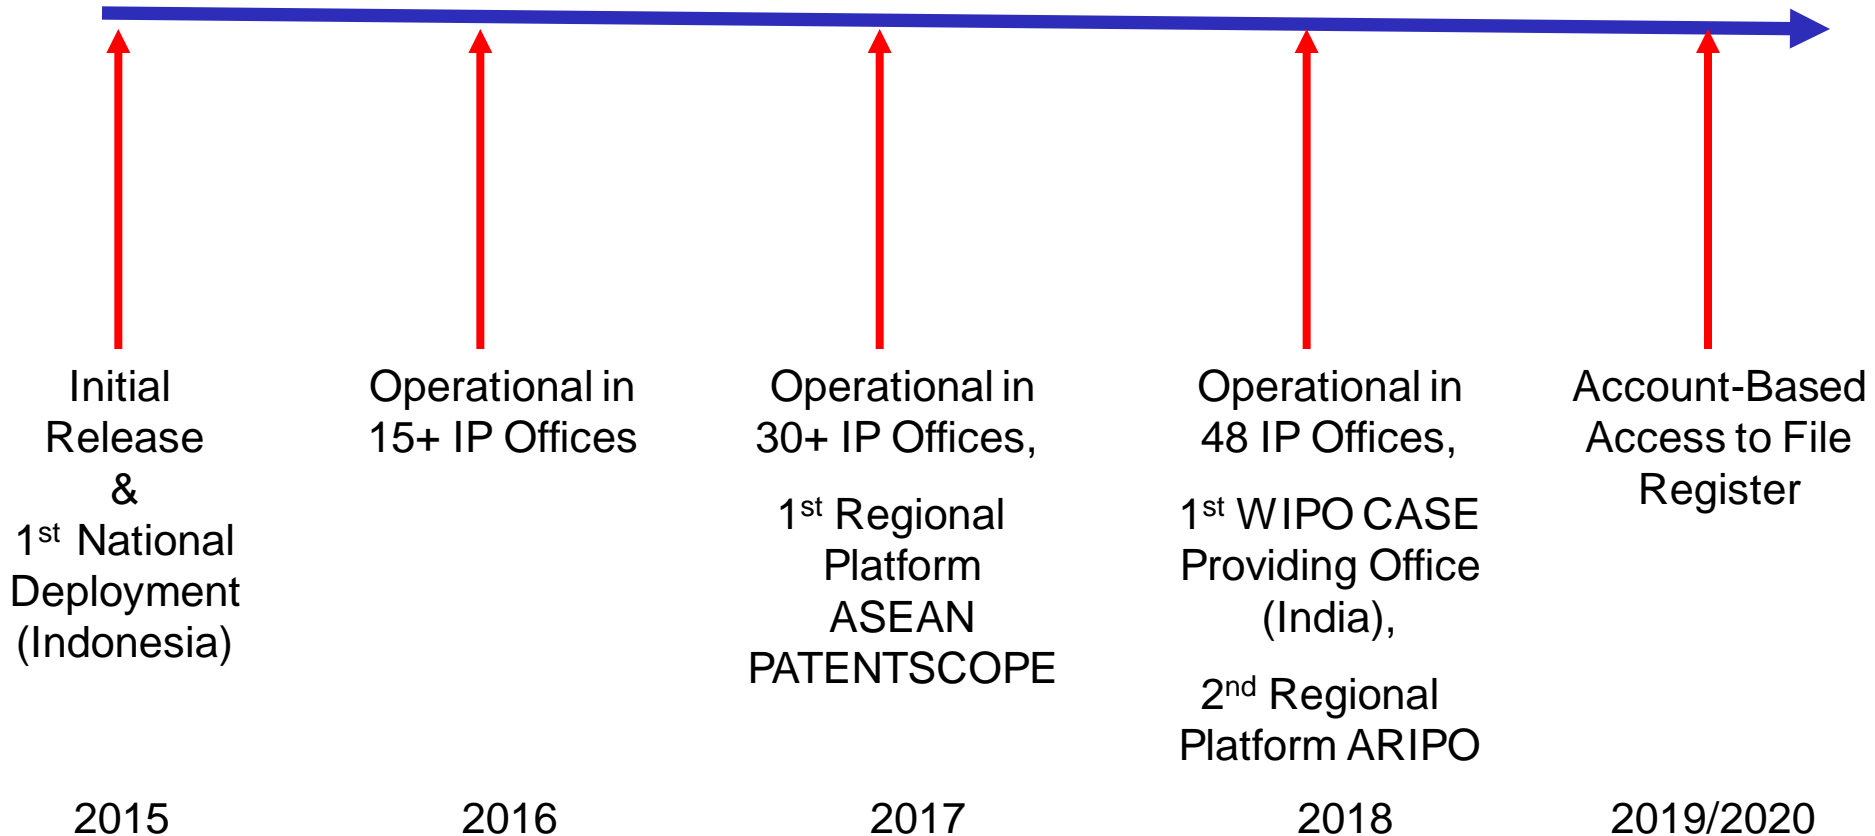 Initial
Release
&
1st National
Deployment
(Indonesia)
2015
Operational in
15+ IP Offices
2016
Operational in
30+ IP Offices,
1st Regional
Platform
ASEAN
PATENTSCOPE
2017
Operational in
48 IP Offices,
1st WIPO CASE
Providing Office
(India),
2nd Regional
Platform ARIPO
2018
Account-Based
Access to File
Register
2019/2020